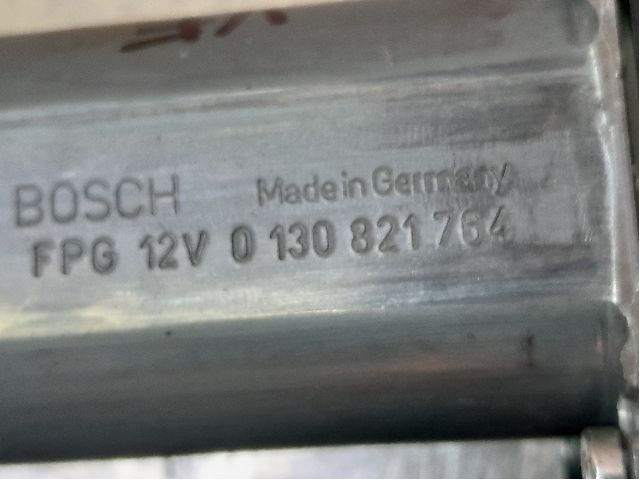 BOSCH Made in Germany
FPG 12V 0 130 821 764